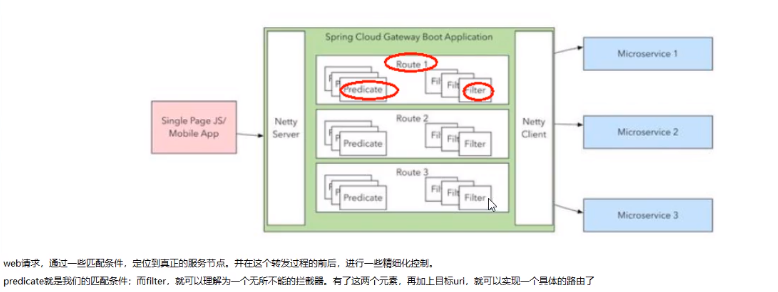 Spring Cloud Gateway Boot Application
Route 1
Predicate
Fil
Fil
Filter
Single Page JS/
Mobile App
Netty
Server
Route 2
Predicate
Fil
Fil
Filter
Netty
Client
Route 3
Predicate
Fil
Fil
Filter
Microservice 1
Microservice 2
Microservice 3
web请求，通过一些匹配条件，定位到真正的服务节点。并在这个转发过程的前后，进行一些精细化控制。
predicate就是我们的匹配条件；而filter，就可以理解为一个无所不能的拦截器。有了这两个元素，再加上目标uri，就可以实现一个具体的路由了